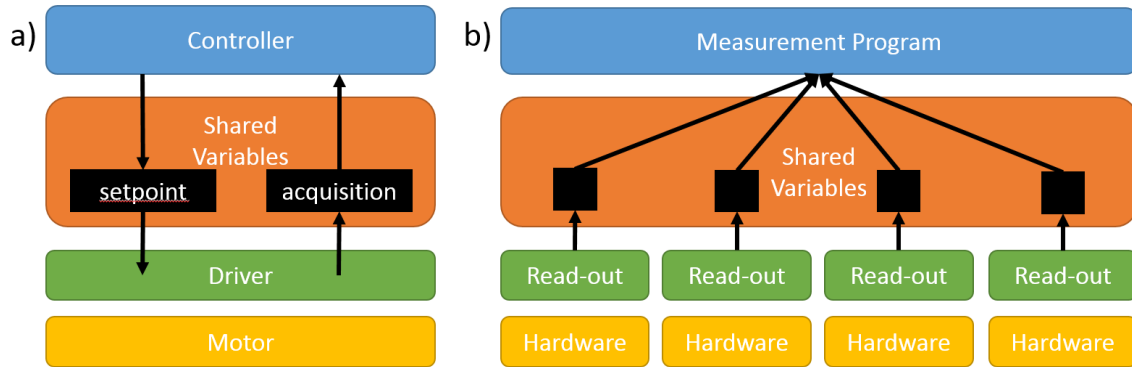 a)
Controller
Shared
Variables
setpoint
acquisition
Driver
Motor
b)
Measurement Program
Shared
Variables
Read-out Read-out Read-out Read-out
Hardware Hardware Hardware Hardware